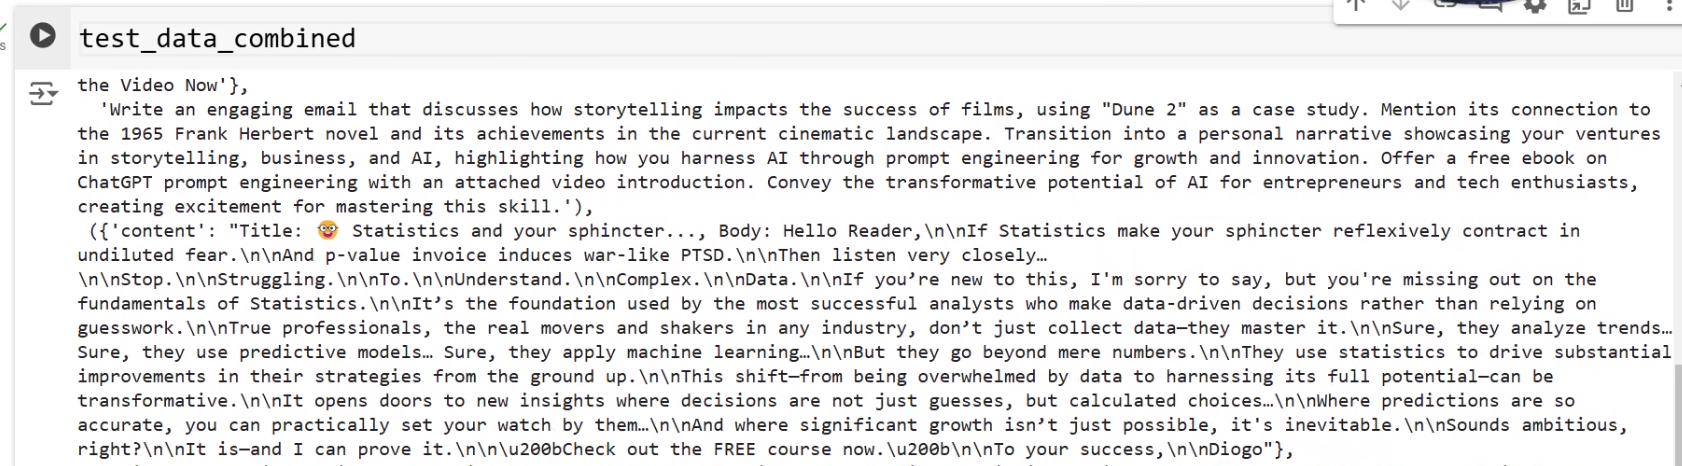 test_data_combined
the Video Now'},
'Write an engaging email that discusses how storytelling impacts the success of films, using "Dune 2" as a case study. Mention its connection to
the 1965 Frank Herbert novel and its achievements in the current cinematic landscape. Transition into a personal narrative showcasing your ventures
in storytelling, business, and AI, highlighting how you harness AI through prompt engineering for growth and innovation. Offer a free ebook on
ChatGPT prompt engineering with an attached video introduction. Convey the transformative potential of AI for entrepreneurs and tech enthusiasts,
creating excitement for mastering this skill.'),
({'content': "Title: 🤓 Statistics and your sphincter..., Body: Hello Reader,\n\nIf Statistics make your sphincter reflexively contract in
undiluted fear.\n\nAnd p-value invoice induces war-like PTSD.\n\nThen listen very closely…
\n\nStop.\n\nStruggling.\n\nTo.\n\nUnderstand.\n\nComplex.\n\nData.\n\nIf you’re new to this, I'm sorry to say, but you're missing out on the
fundamentals of Statistics.\n\nIt’s the foundation used by the most successful analysts who make data-driven decisions rather than relying on
guesswork.\n\nTrue professionals, the real movers and shakers in any industry, don’t just collect data—they master it.\n\nSure, they analyze trends…
Sure, they use predictive models… Sure, they apply machine learning…\n\nBut they go beyond mere numbers.\n\nThey use statistics to drive substantial
improvements in their strategies from the ground up.\n\nThis shift—from being overwhelmed by data to harnessing its full potential—can be
transformative.\n\nIt opens doors to new insights where decisions are not just guesses, but calculated choices…\n\nWhere predictions are so
accurate, you can practically set your watch by them…\n\nAnd where significant growth isn’t just possible, it's inevitable.\n\nSounds ambitious,
right?\n\nIt is—and I can prove it.\n\n\u200bCheck out the FREE course now.\u200b\n\nTo your success,\n\nDiogo"},